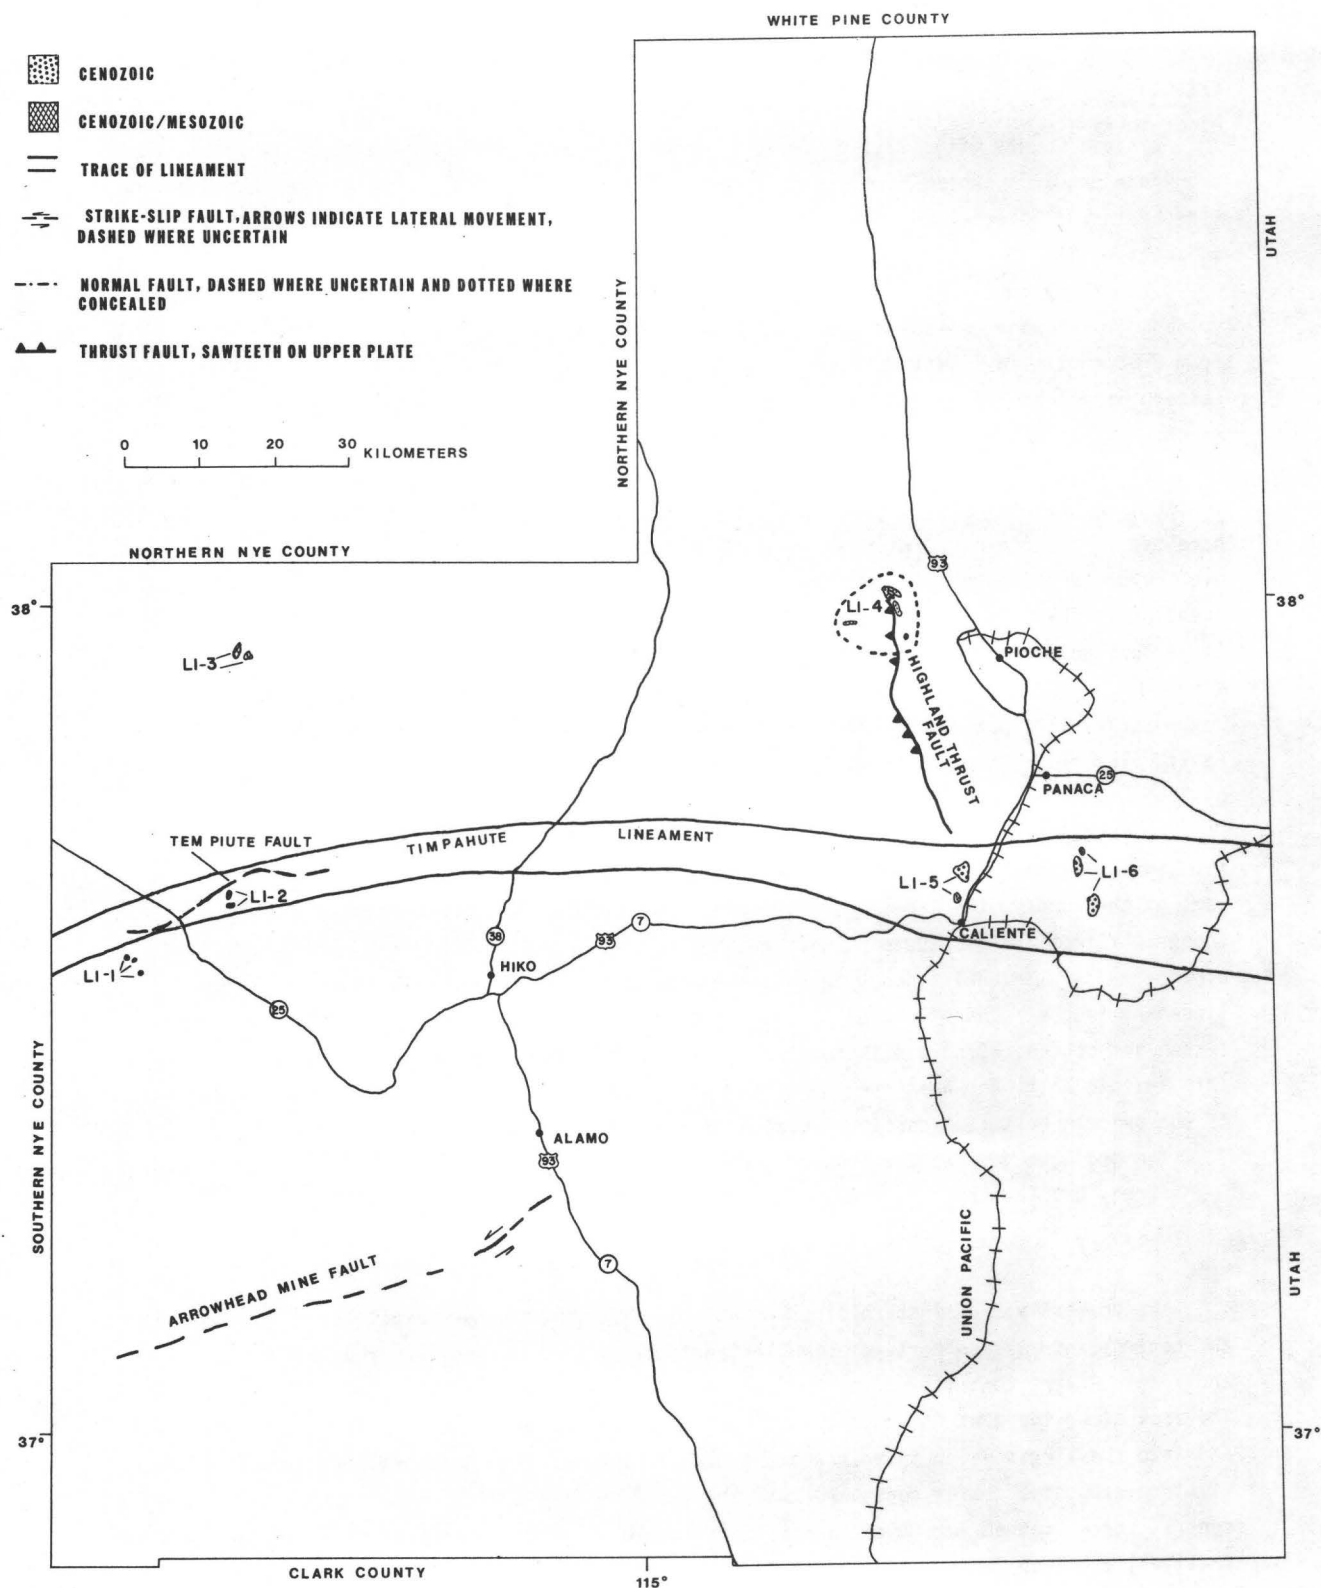 WHITE PINE COUNTY
CENOZOIC
CENOZOIC/MESOZOIC
TRACE OF LINEAMENT
STRIKE-SLIP FAULT, ARROWS INDICATE LATERAL MOVEMENT,
DASHED WHERE UNCERTAIN
NORMAL FAULT, DASHED WHERE UNCERTAIN AND DOTTED WHERE
CONCEALED
THRUST FAULT, SAWTEETH ON UPPER PLATE
0 10 20 30 KILOMETERS
NORTHERN NYE COUNTY
UTAH
NORTHERN NYE COUNTY
93
38°
38°
LI-4
LI-3
PIOCHE
HIGHLAND THRUST
FAULT
PANACA
25
TEM PIUTE FAULT
TIMPAHUTE LINEAMENT
LI-2
LI-5
LI-6
7
38
93
CALIENTE
HIKO
LI-1
25
SOUTHERN NYE COUNTY
ALAMO
93
ARROWHEAD MINE FAULT
7
UNION PACIFIC
UTAH
37°
37°
CLARK COUNTY
115°